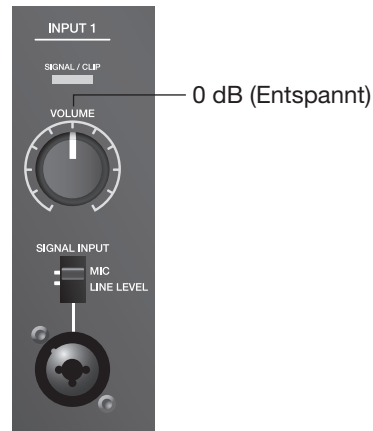 INPUT 1
SIGNAL / CLIP
VOLUME
0 dB (Entspannt)
SIGNAL INPUT
MIC
LINE LEVEL